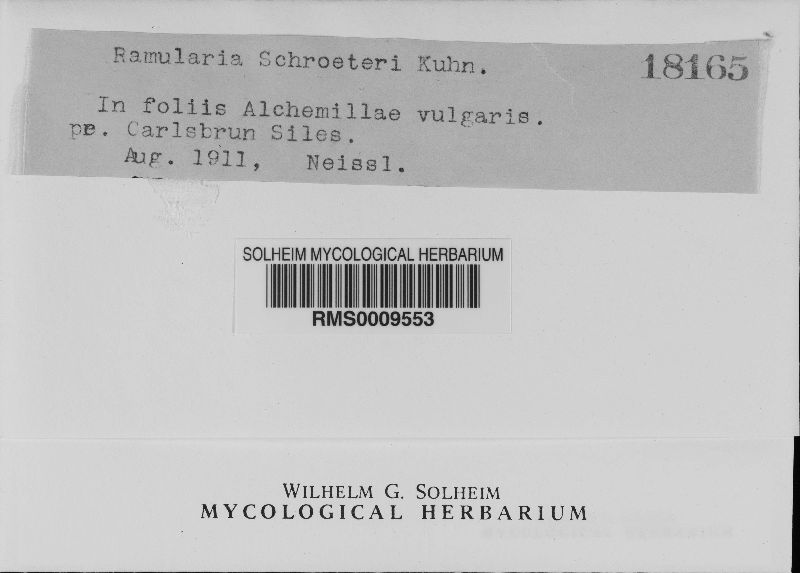 Ramularia Schroeteri Kuhn.
18165
In foliis Alchemillae vulgaris.
pr. Carlsbrun Siles.
Aug. 1911, Neissl.
SOLHEIM MYCOLOGICAL HERBARIUM
RMS0009553
WILHELM G. SOLHEIM
MYCOLOGICAL HERBARIUM